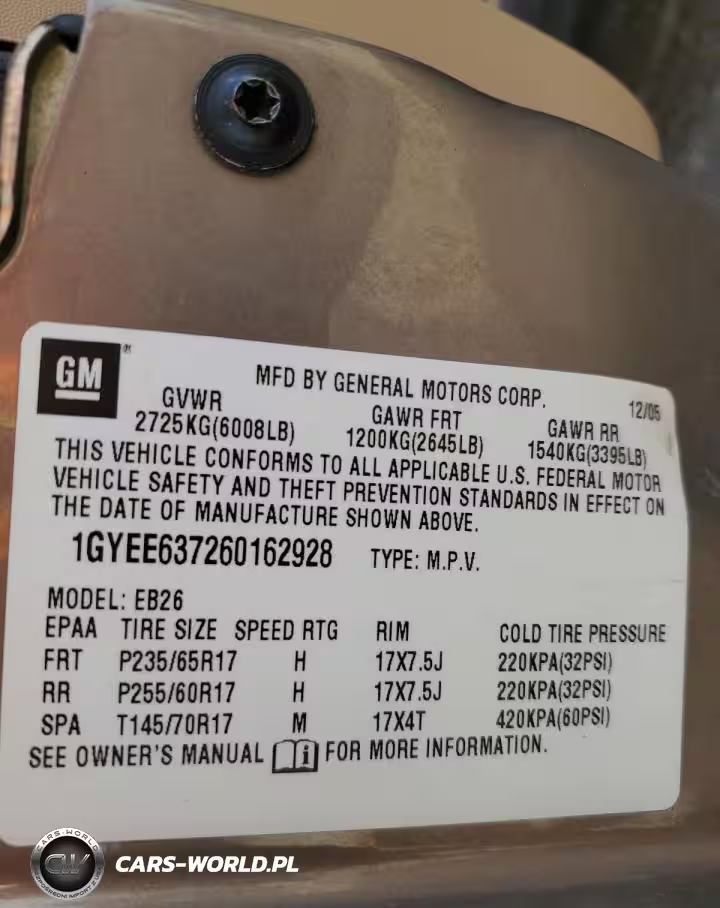 GM
MFD BY GENERAL MOTORS CORP. 12/05
GVWR GAWR FRT GAWR RR
2725KG(6008LB) 1200KG(2645LB) 1540KG(3395LB)
THIS VEHICLE CONFORMS TO ALL APPLICABLE U.S. FEDERAL MOTOR
VEHICLE SAFETY AND THEFT PREVENTION STANDARDS IN EFFECT ON
THE DATE OF MANUFACTURE SHOWN ABOVE.
1GYEE637260162928 TYPE: M.P.V.
MODEL: EB26
EPAA TIRE SIZE SPEED RTG RIM COLD TIRE PRESSURE
FRT P235/65R17 H 17X7.5J 220KPA(32PSI)
RR P255/60R17 H 17X7.5J 220KPA(32PSI)
SPA T145/70R17 M 17X4T 420KPA(60PSI)
SEE OWNER'S MANUAL i FOR MORE INFORMATION.
CARS-WORLD
CW
CARS-WORLD.PL